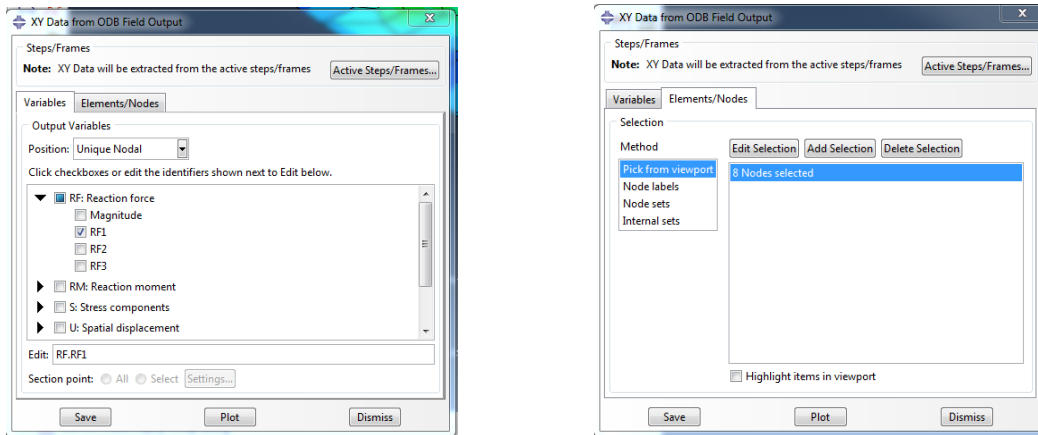 XY Data from ODB Field Output
X
Steps/Frames
Note: XY Data will be extracted from the active steps/frames
Active Steps/Frames...
Variables
Elements/Nodes
Output Variables
Position: Unique Nodal
Click checkboxes or edit the identifiers shown next to Edit below.
RF: Reaction force
Magnitude
RF1
RF2
RF3
RM: Reaction moment
S: Stress components
U: Spatial displacement
Edit: RF.RF1
Section point: All Select Settings...
Save Plot Dismiss
XY Data from ODB Field Output
X
Steps/Frames
Note: XY Data will be extracted from the active steps/frames
Active Steps/Frames...
Variables
Elements/Nodes
Selection
Method
Pick from viewport
Node labels
Node sets
Internal sets
Edit Selection Add Selection Delete Selection
8 Nodes selected
Highlight items in viewport
Save Plot Dismiss